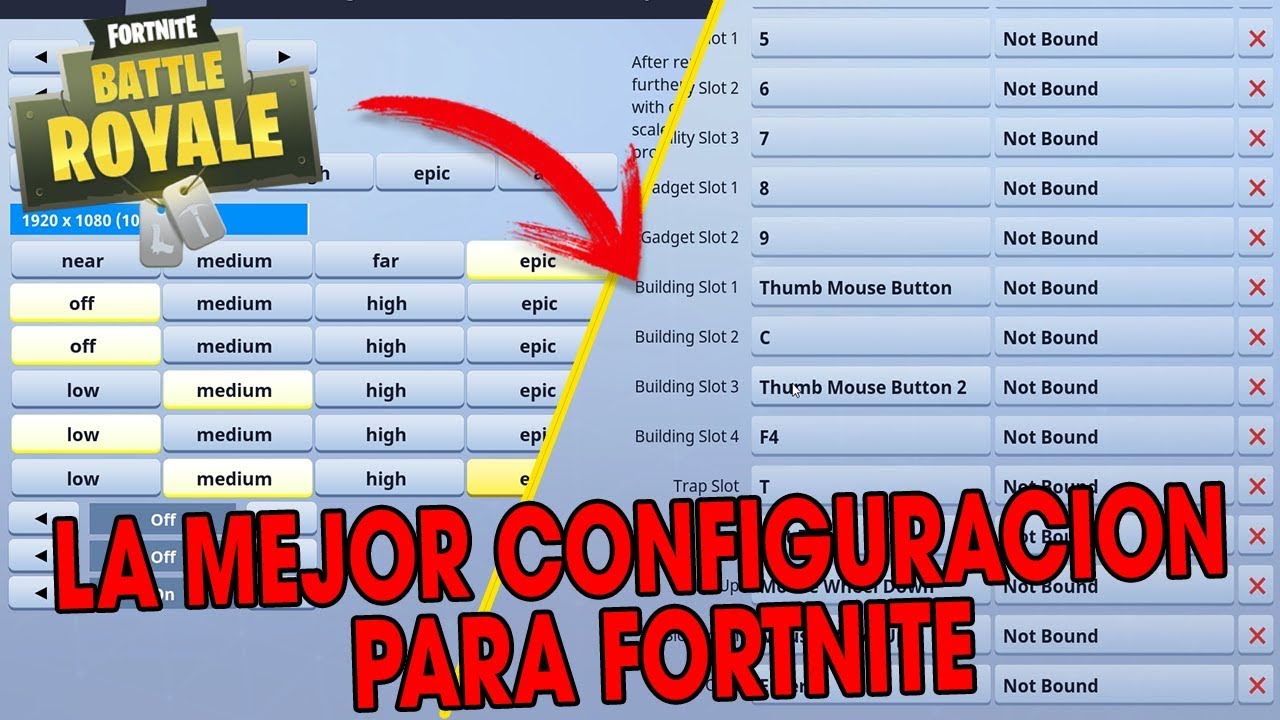 FORTNITE
BATTLE
ROYALE
epic
1920 x 1080
near medium far epic
off medium high epic
off medium high epic
low medium high epic
low medium high
low medium high
Off
Off
After
with
Slot 1 5 Not Bound
Slot 2 6 Not Bound
Slot 3 7 Not Bound
Slot 1 8 Not Bound
Gadget Slot 2 9 Not Bound
Building Slot 1 Thumb Mouse Button Not Bound
Building Slot 2 C Not Bound
Building Slot 3 Thumb Mouse Button 2 Not Bound
Building Slot 4 F4 Not Bound
Trap Slot T Not Bound
Up Mouse Wheel Down Not Bound
Not Bound
Not Bound
LA MEJOR CONFIGURACION
PARA FORTNITE